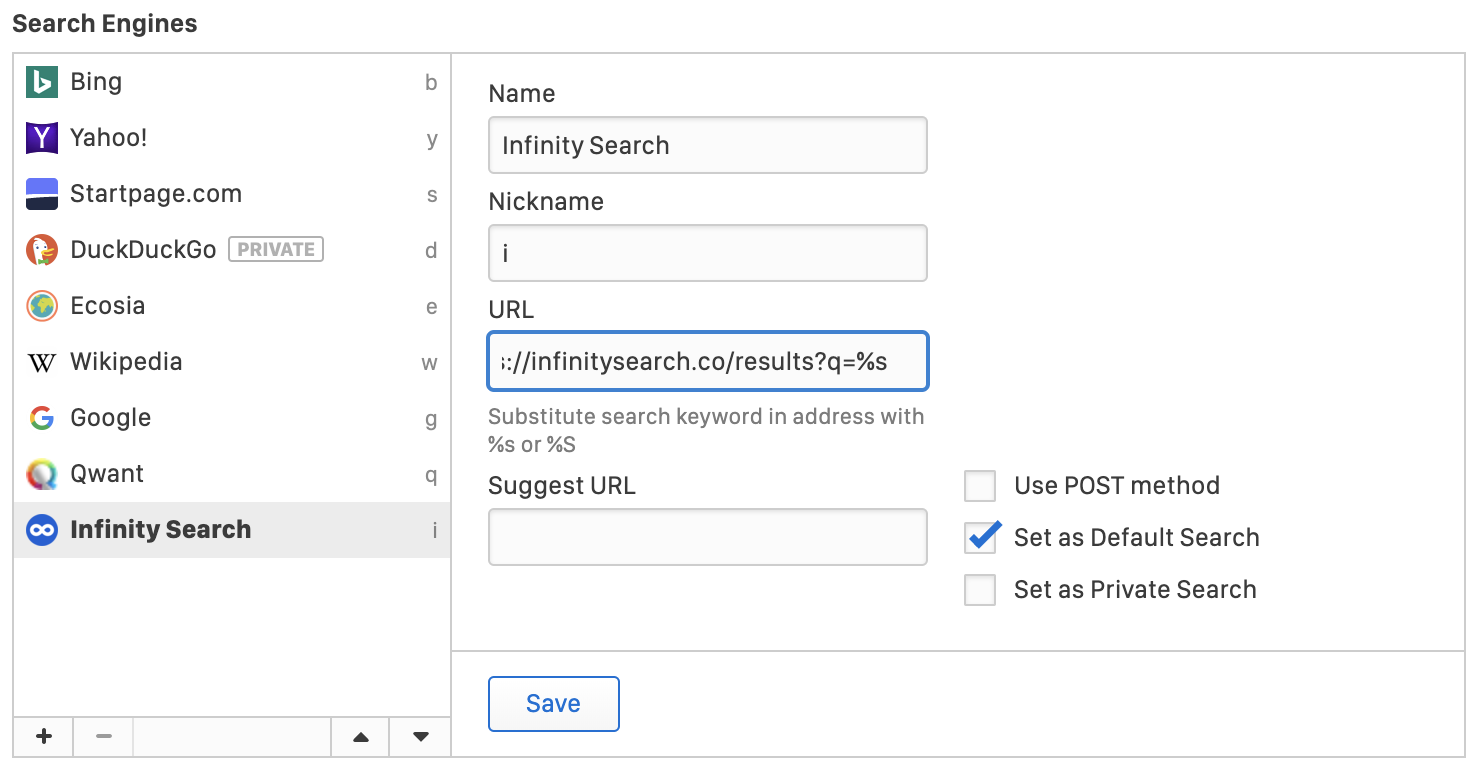 Search Engines
Bing b
Yahoo! y
Startpage.com s
DuckDuckGo PRIVATE d
Ecosia e
W Wikipedia w
Google g
Qwant q
Infinity Search i
Name
Infinity Search
Nickname
i
URL
://infinitysearch.co/results?q=%s
Substitute search keyword in address with
%s or %S
Suggest URL
Use POST method
Set as Default Search
Set as Private Search
Save